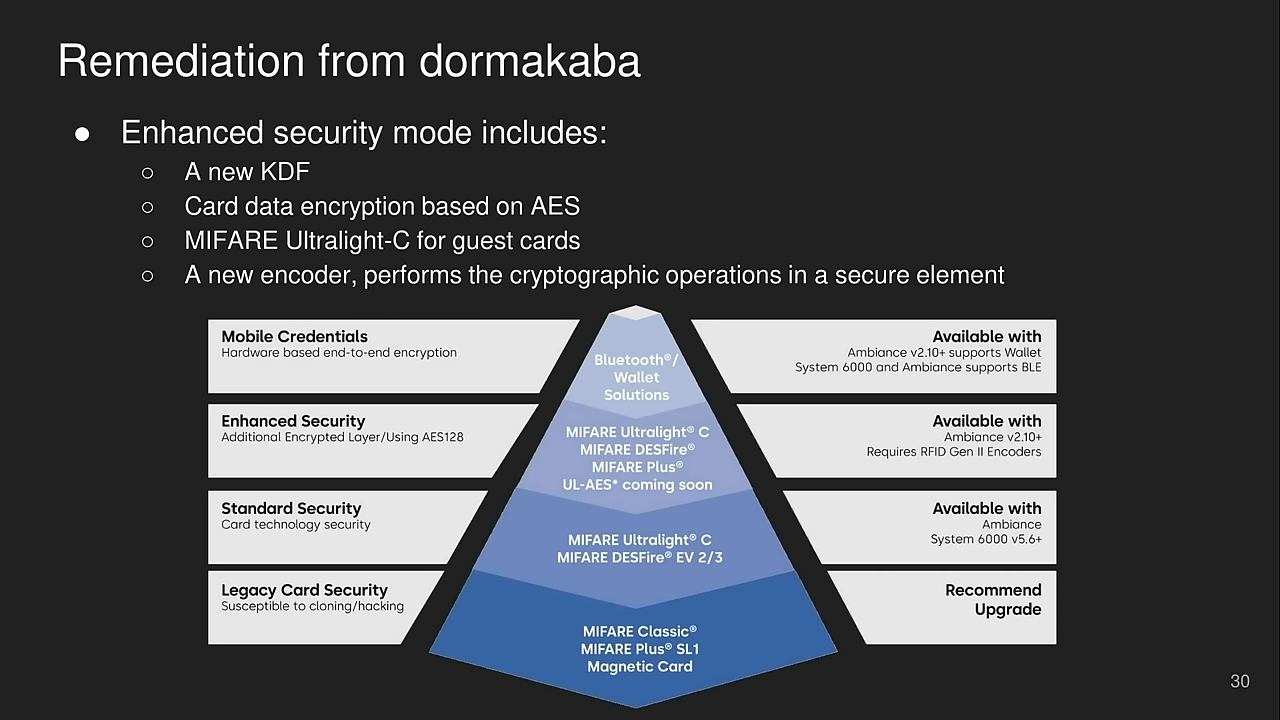 Remediation from dormakaba
● Enhanced security mode includes:
○ A new KDF
○ Card data encryption based on AES
○ MIFARE Ultralight-C for guest cards
○ A new encoder, performs the cryptographic operations in a secure element
Mobile Credentials
Hardware based end-to-end encryption
Bluetooth®/
Wallet
Solutions
Available with
Ambiance v2.10+ supports Wallet
System 6000 and Ambiance supports BLE
Enhanced Security
Additional Encrypted Layer/Using AES128
MIFARE Ultralight® C
MIFARE DESFire®
MIFARE Plus®
UL-AES* coming soon
Available with
Ambiance v2.10+
Requires RFID Gen II Encoders
Standard Security
Card technology security
MIFARE Ultralight® C
MIFARE DESFire® EV 2/3
Available with
Ambiance
System 6000 v5.6+
Legacy Card Security
Susceptible to cloning/hacking
MIFARE Classic®
MIFARE Plus® SL1
Magnetic Card
Recommend
Upgrade
30